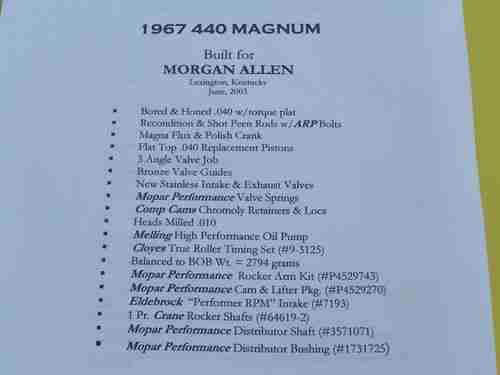 1967 440 MAGNUM
Built for
MORGAN ALLEN
Lexington, Kentucky
June, 2003
▪ Bored & Honed .040 w/torque plat
▪ Recondition & Shot Peen Rods w/ARP Bolts
▪ Magna Flux & Polish Crank
▪ Flat Top .040 Replacement Pistons
▪ 3 Angle Valve Job
▪ Bronze Valve Guides
▪ New Stainless Intake & Exhaust Valves
▪ Mopar Performance Valve Springs
▪ Comp Cams Chromoly Retainers & Locs
▪ Heads Milled .010
▪ Melling High Performance Oil Pump
▪ Cloyes True Roller Timing Set (#9-3125)
▪ Balanced to BOB Wt. = 2794 grams
▪ Mopar Performance Rocker Arm Kit (#P4529743)
▪ Mopar Performance Cam & Lifter Pkg. (#P4529270)
▪ Eldebrock "Performer RPM" Intake (#7193)
▪ 1 Pr. Crane Rocker Shafts (#64619-2)
▪ Mopar Performance Distributor Shaft (#3571071)
▪ Mopar Performance Distributor Bushing (#1731725)